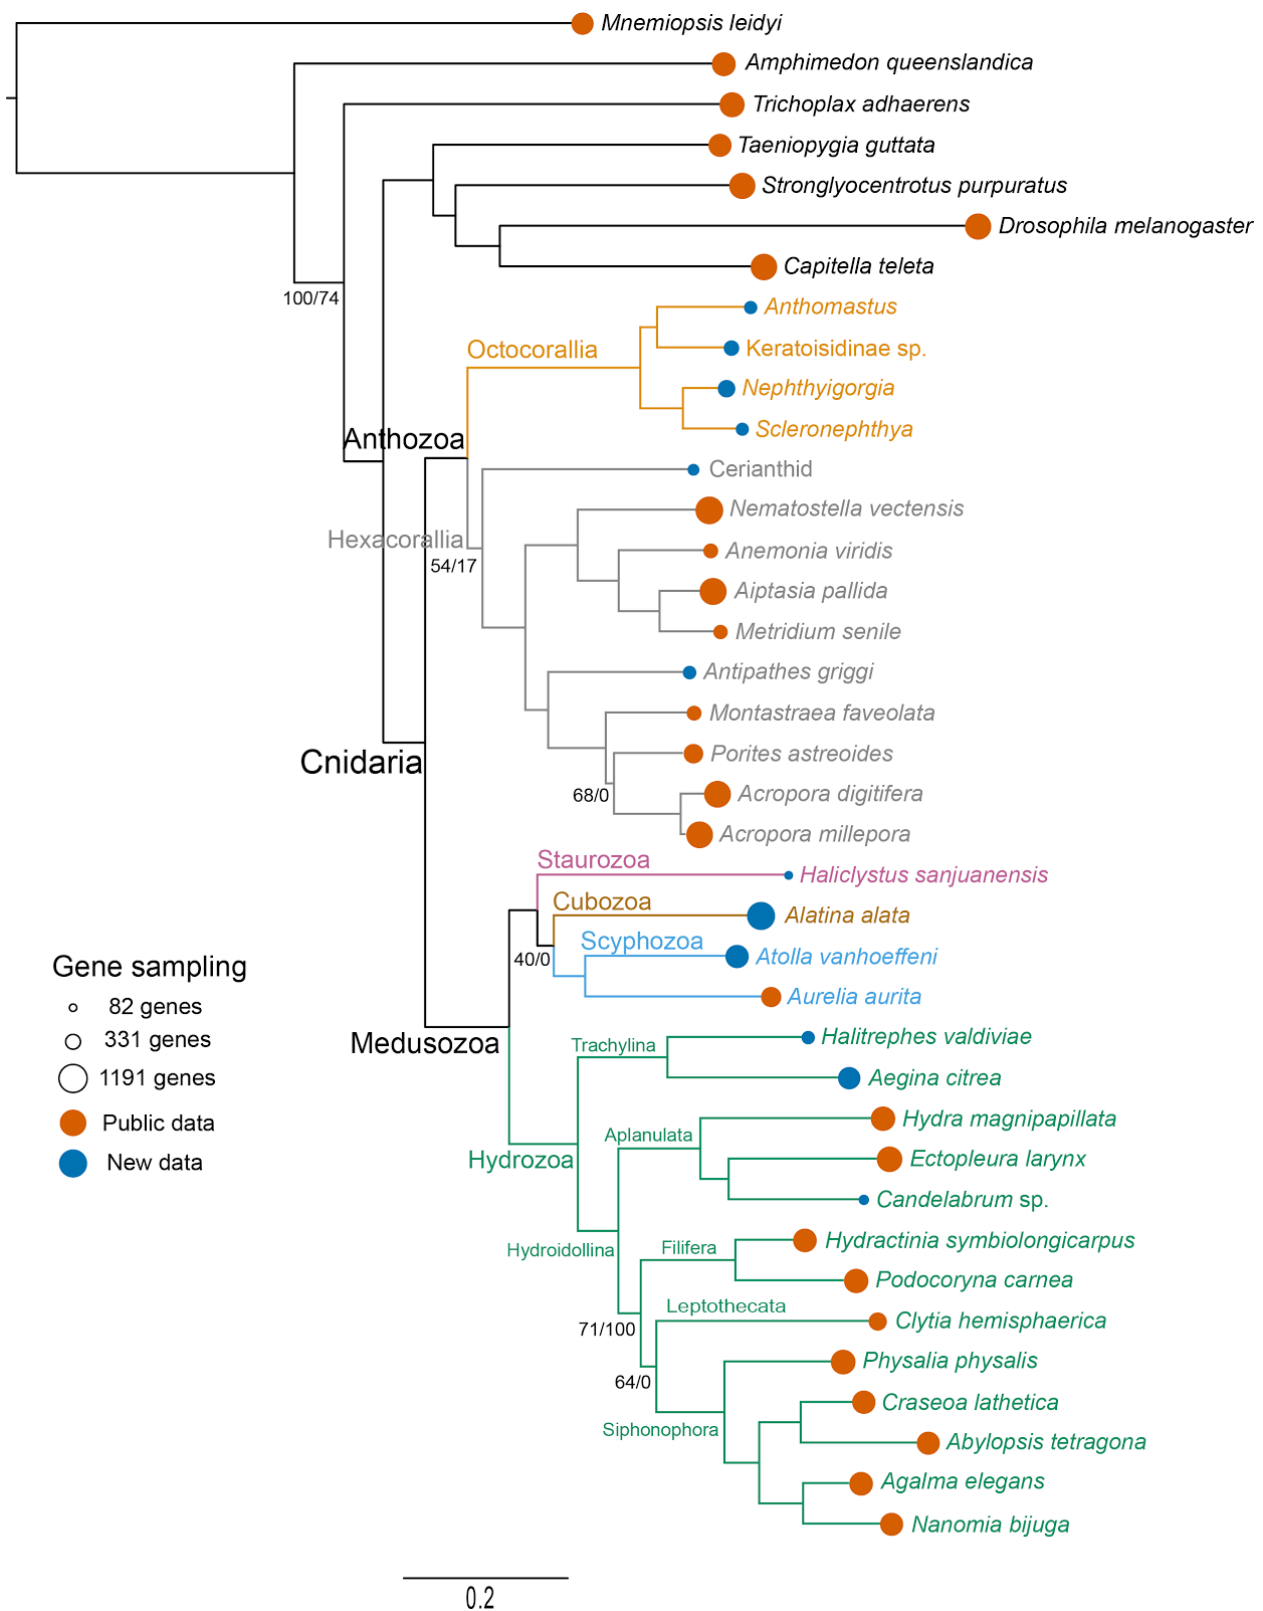 Mnemiopsis leidyi
Amphimedon queenslandica
Trichoplax adhaerens
Taeniopygia guttata
Stronglyocentrotus purpuratus
Drosophila melanogaster
Capitella teleta
100/74
Anthomastus
Octocorallia
Keratoisidinae sp.
Nephthyigorgia
Scleronephthya
Anthozoa
Cerianthid
Nematostella vectensis
Hexacorallia
Anemonia viridis
54/17
Aiptasia pallida
Metridium senile
Antipathes griggi
Montastraea faveolata
Porites astreoides
Cnidaria
68/0
Acropora digitifera
Acropora millepora
Staurozoa
Haliclystus sanjuanensis
Cubozoa
Alatina alata
Scyphozoa
Atolla vanhoeffeni
40/0
Aurelia aurita
Gene sampling
82 genes
331 genes
1191 genes
Public data
New data
Medusozoa
Trachylina
Halitrephes valdiviae
Aegina citrea
Hydra magnipapillata
Aplanulata
Hydrozoa
Ectopleura larynx
Candelabrum sp.
Hydroidollina
Filifera
Hydractinia symbiolongicarpus
Podocoryna carnea
Leptothecata
Clytia hemisphaerica
71/100
Physalia physalis
64/0
Craseoa lathetica
Siphonophora
Abylopsis tetragona
Agalma elegans
Nanomia bijuga
0.2